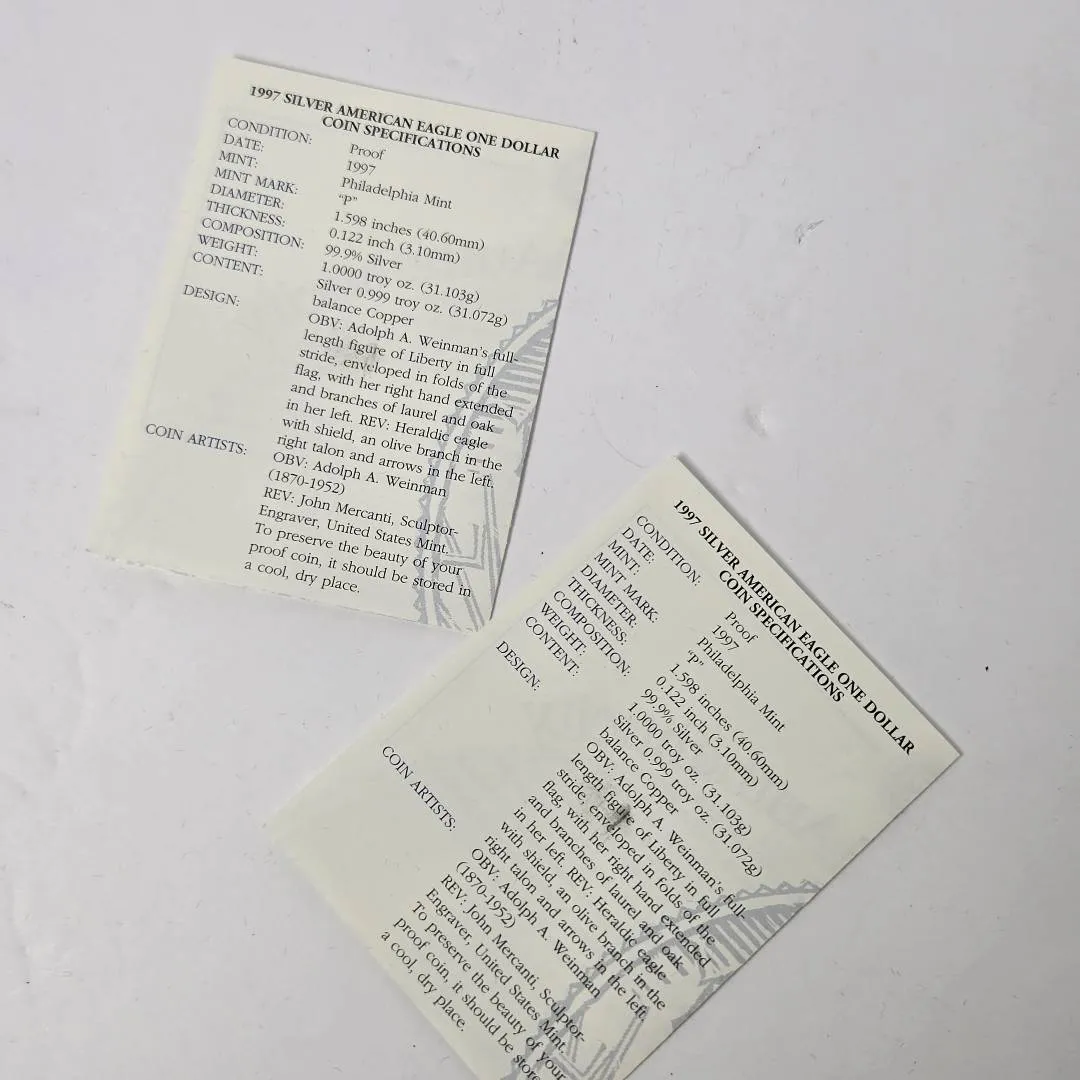 1997 SILVER AMERICAN EAGLE ONE DOLLAR
COIN SPECIFICATIONS
CONDITION: Proof
DATE: 1997
MINT: Philadelphia Mint
MINT MARK: "P"
DIAMETER: 1.598 inches (40.60mm)
THICKNESS: 0.122 inch (3.10mm)
COMPOSITION: 99.9% Silver
WEIGHT: 1.0000 troy oz. (31.103g)
CONTENT: Silver 0.999 troy oz. (31.072g)
balance Copper
DESIGN: OBV: Adolph A. Weinman's full-
length figure of Liberty in full
stride, enveloped in folds of the
flag, with her right hand extended
and branches of laurel and oak
in her left. REV: Heraldic eagle
with shield, an olive branch in the
right talon and arrows in the left.
COIN ARTISTS: OBV: Adolph A. Weinman
(1870-1952)
REV: John Mercanti, Sculptor-
Engraver, United States Mint.
To preserve the beauty of your
proof coin, it should be stored in
a cool, dry place.
1997 SILVER AMERICAN EAGLE ONE DOLLAR
COIN SPECIFICATIONS
CONDITION: Proof
DATE: 1997
MINT: Philadelphia Mint
MINT MARK: "P"
DIAMETER: 1.598 inches (40.60mm)
THICKNESS: 0.122 inch (3.10mm)
COMPOSITION: 99.9% Silver
WEIGHT: 1.0000 troy oz. (31.103g)
CONTENT: Silver 0.999 troy oz. (31.072g)
balance Copper
DESIGN: OBV: Adolph A. Weinman's full-
length figure of Liberty in full
stride, enveloped in folds of the
flag, with her right hand extended
and branches of laurel and oak
in her left. REV: Heraldic eagle
with shield, an olive branch in the
right talon and arrows in the left.
COIN ARTISTS: OBV: Adolph A. Weinman
(1870-1952)
REV: John Mercanti, Sculptor-
Engraver, United States Mint.
To preserve the beauty of your
proof coin, it should be
a cool, dry place.